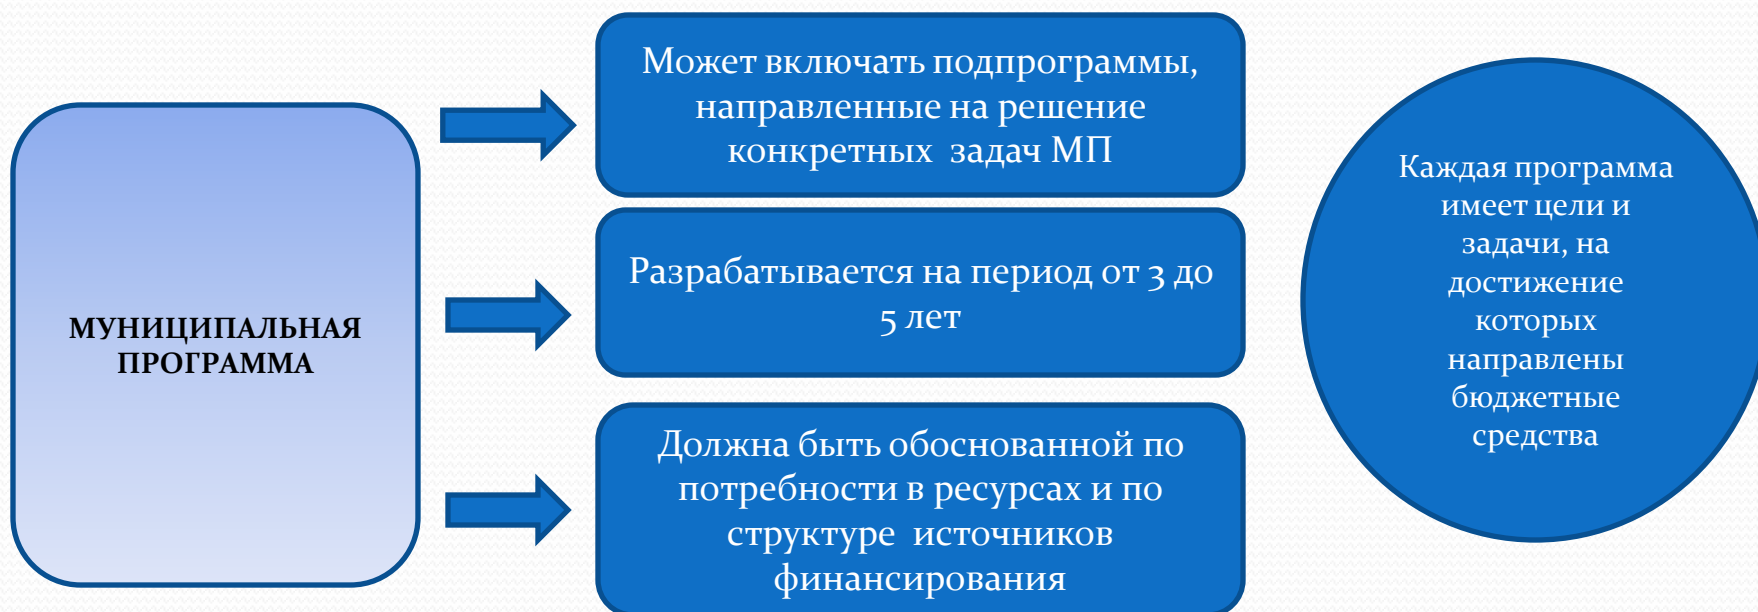 МУНИЦИПАЛЬНАЯ
ПРОГРАММА
Может включать подпрограммы,
направленные на решение
конкретных задач МП
Разрабатывается на период от 3 до
5 лет
Должна быть обоснованной по
потребности в ресурсах и по
структуре источников
финансирования
Каждая программа
имеет цели и
задачи, на
достижение
которых
направлены
бюджетные
средства